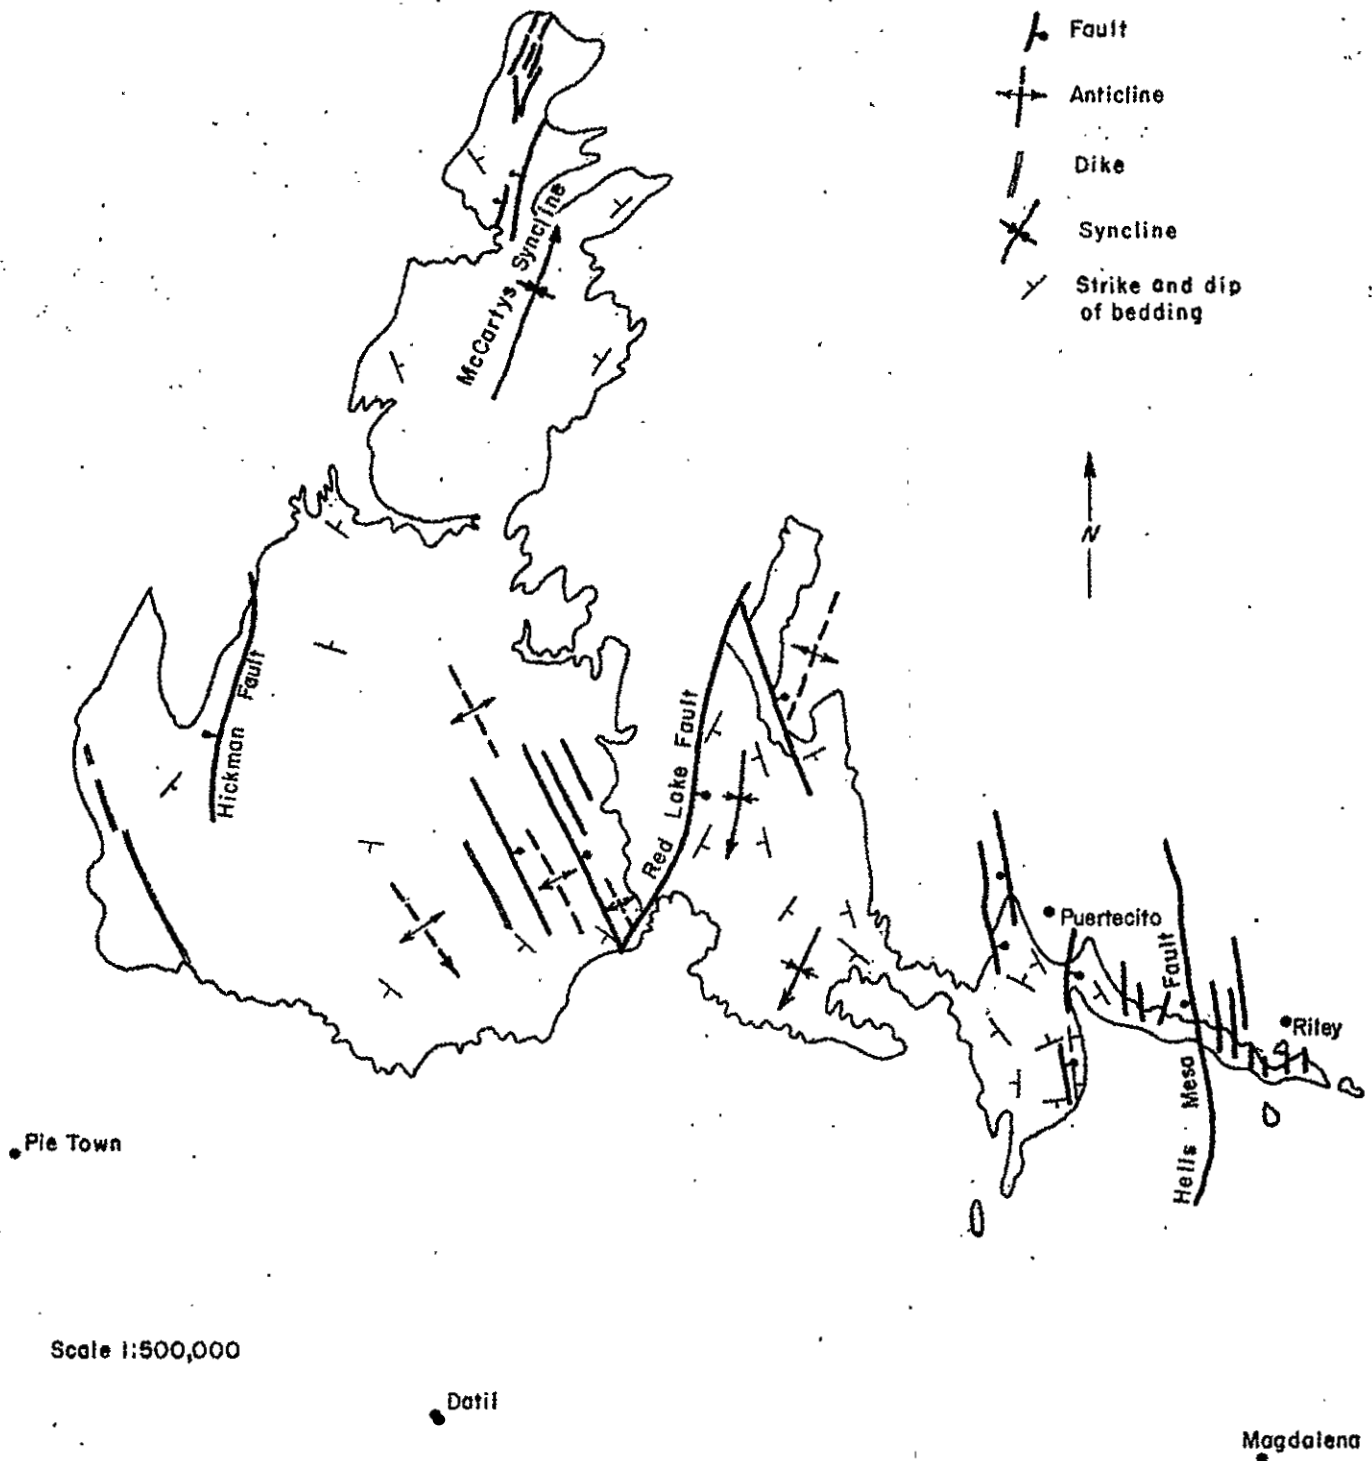 Fault
Anticline
Dike
Syncline
Strike and dip
of bedding
McCartys Syncline
N
Hickman Fault
Red Lake Fault
Puertecito
Hells Mesa Fault
Riley
Pie Town
Scale 1:500,000
Datil
Magdalena